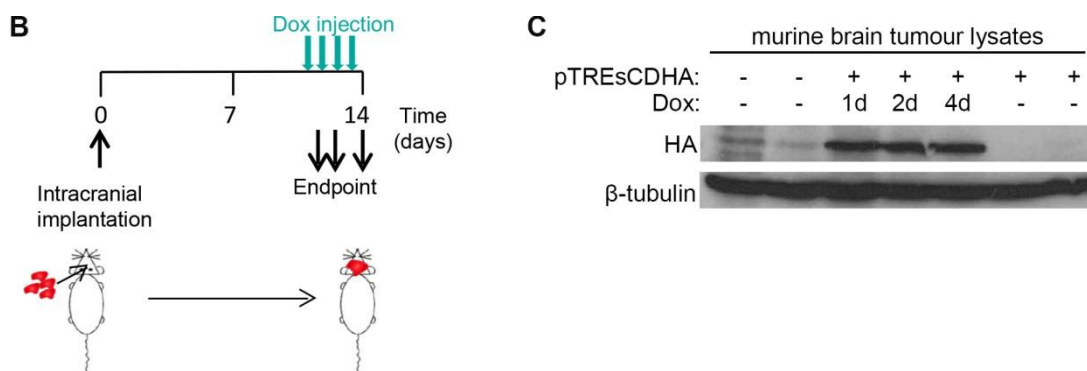 B
Dox injection
0 7 14 Time
(days)
Intracranial
implantation
Endpoint
C
murine brain tumour lysates
pTREsCDHA: - - + + + + +
Dox: - - 1d 2d 4d - -
HA
β-tubulin